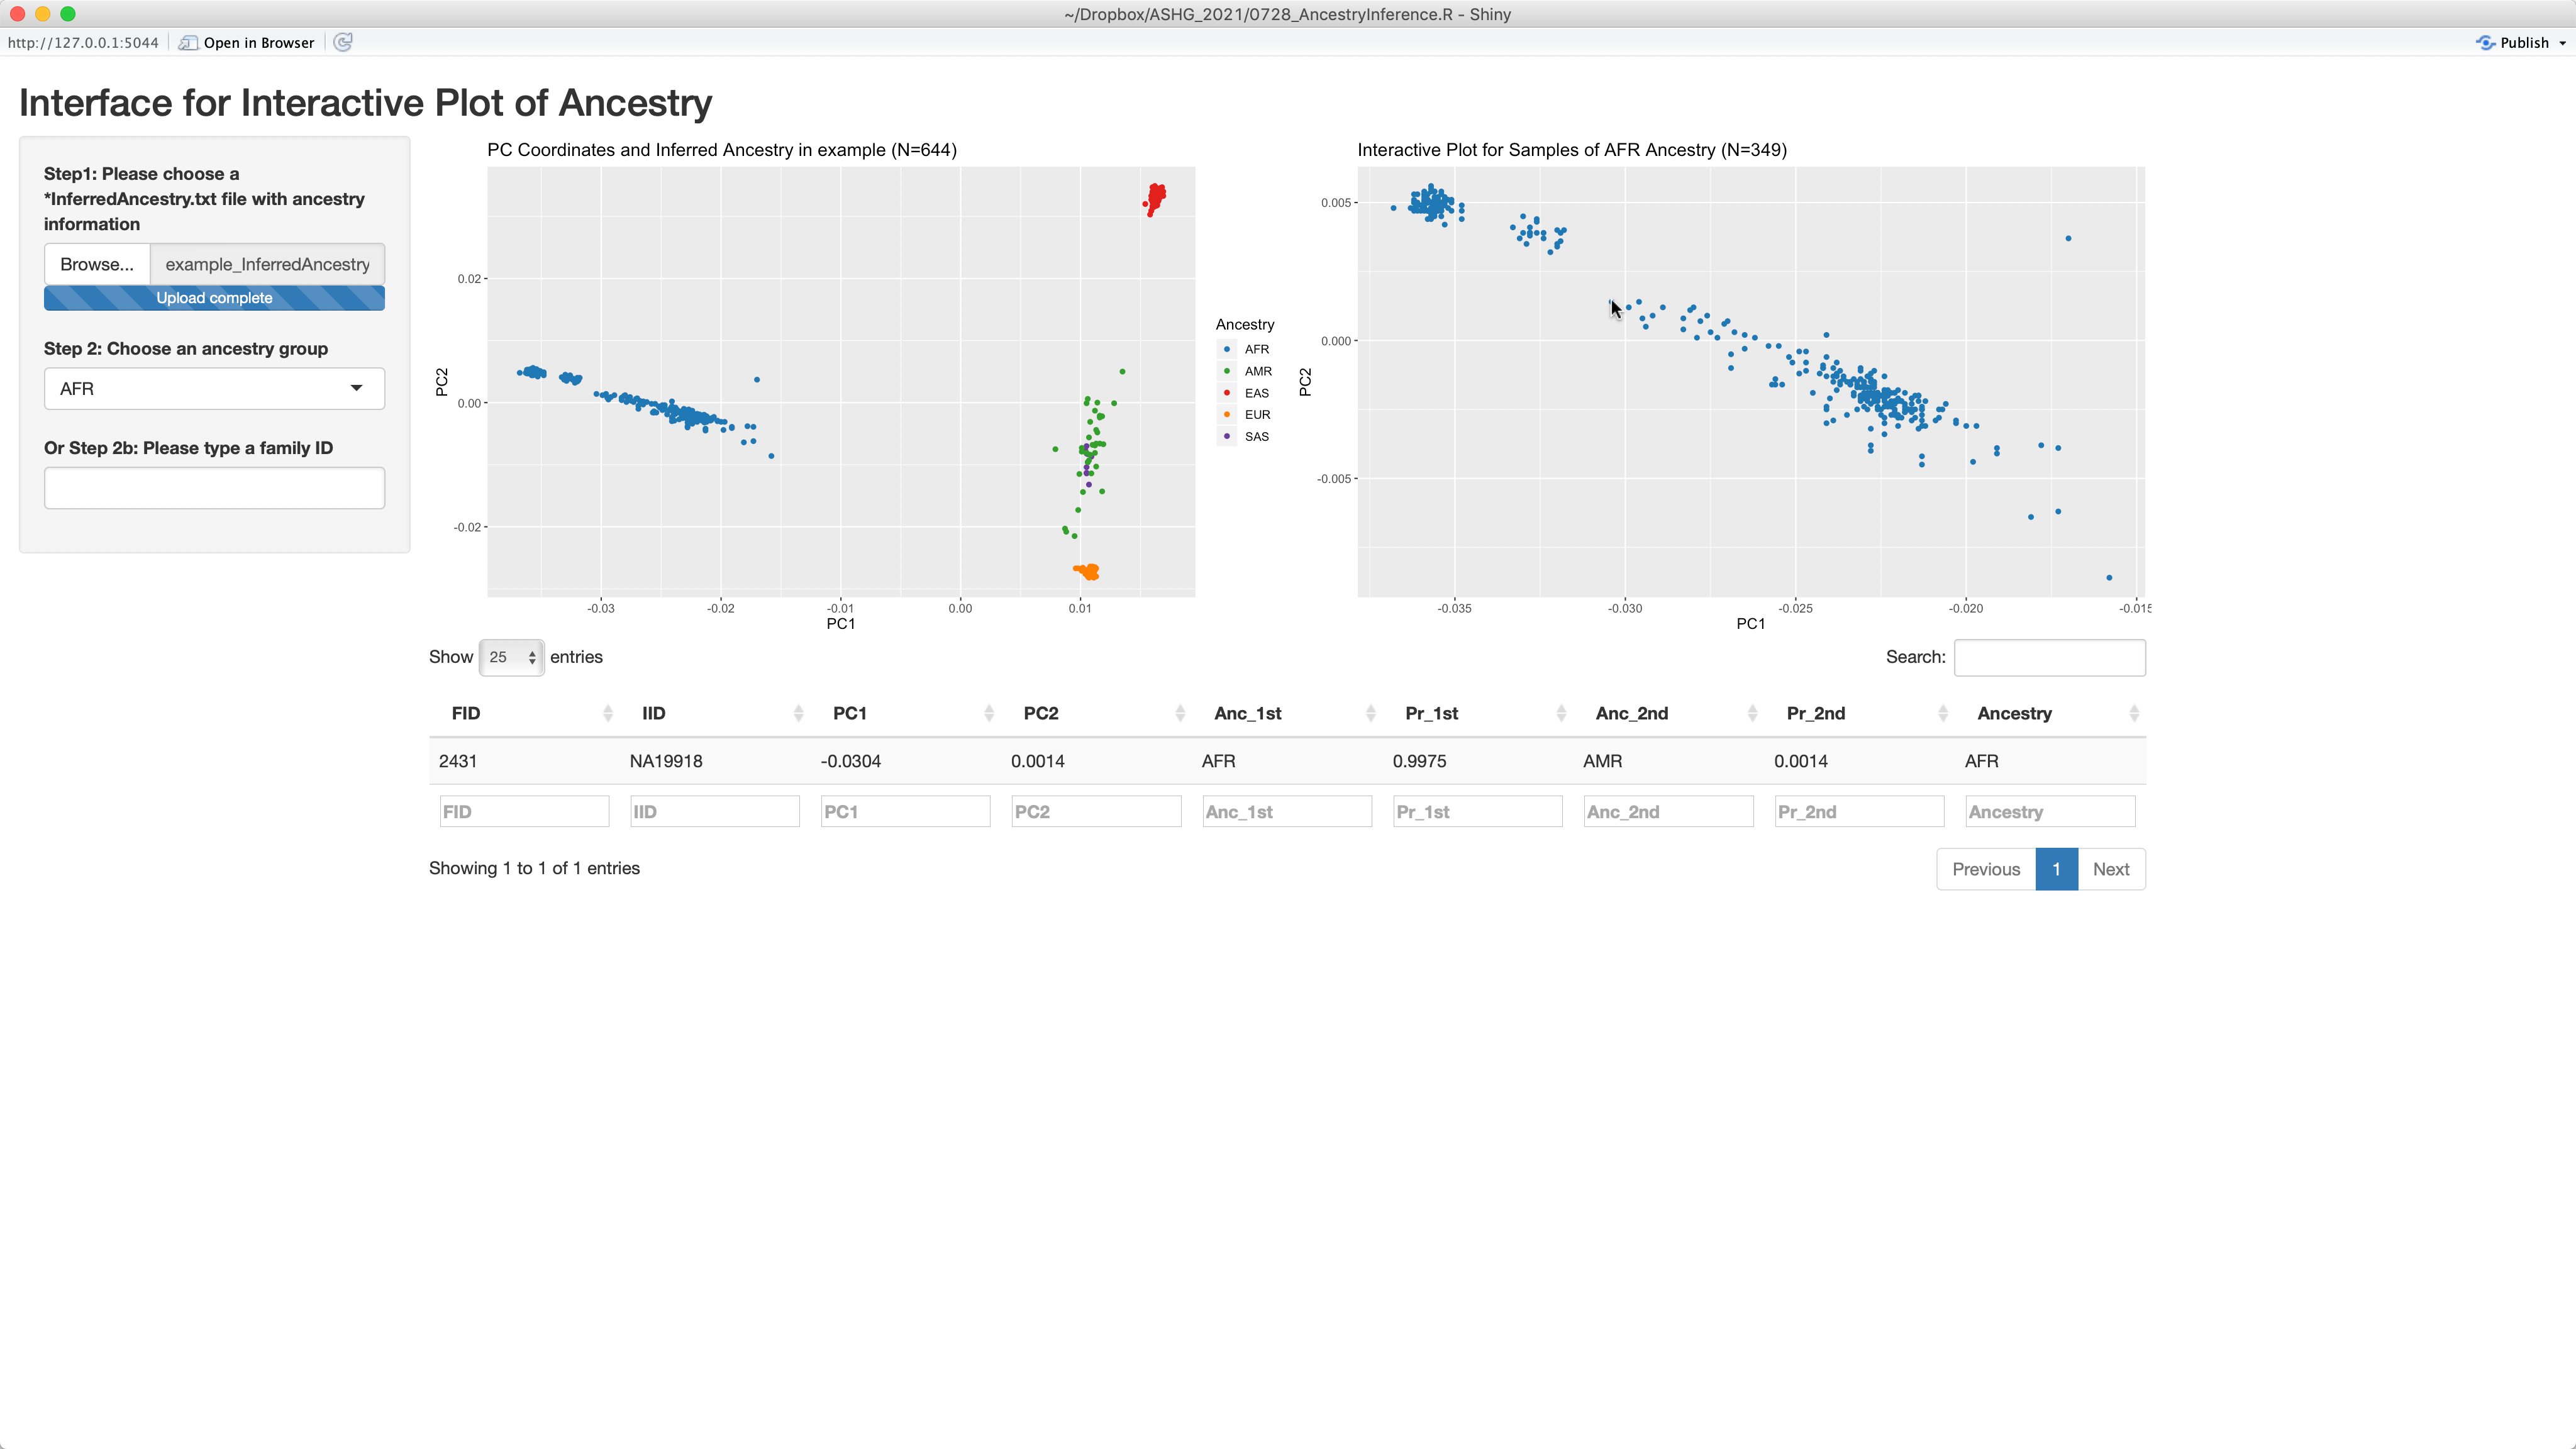 ~/Dropbox/ASHG_2021/0728_AncestryInference.R - Shiny
http://127.0.0.1:5044
Open in Browser
Publish
Interface for Interactive Plot of Ancestry
Step1: Please choose a
*InferredAncestry.txt file with ancestry
information
Browse...
example_InferredAncestry
Upload complete
Step 2: Choose an ancestry group
AFR
Or Step 2b: Please type a family ID
PC Coordinates and Inferred Ancestry in example (N=644)
0.02
0.00
-0.02
PC2
-0.03 -0.02 -0.01 0.00 0.01
PC1
Ancestry
AFR
AMR
EAS
EUR
SAS
Interactive Plot for Samples of AFR Ancestry (N=349)
0.005
0.000
-0.005
PC2
-0.035 -0.030 -0.025 -0.020 -0.015
PC1
Show 25 entries
Search:
FID IID PC1 PC2 Anc_1st Pr_1st Anc_2nd Pr_2nd Ancestry
2431 NA19918 -0.0304 0.0014 AFR 0.9975 AMR 0.0014 AFR
FID IID PC1 PC2 Anc_1st Pr_1st Anc_2nd Pr_2nd Ancestry
Showing 1 to 1 of 1 entries
Previous 1 Next